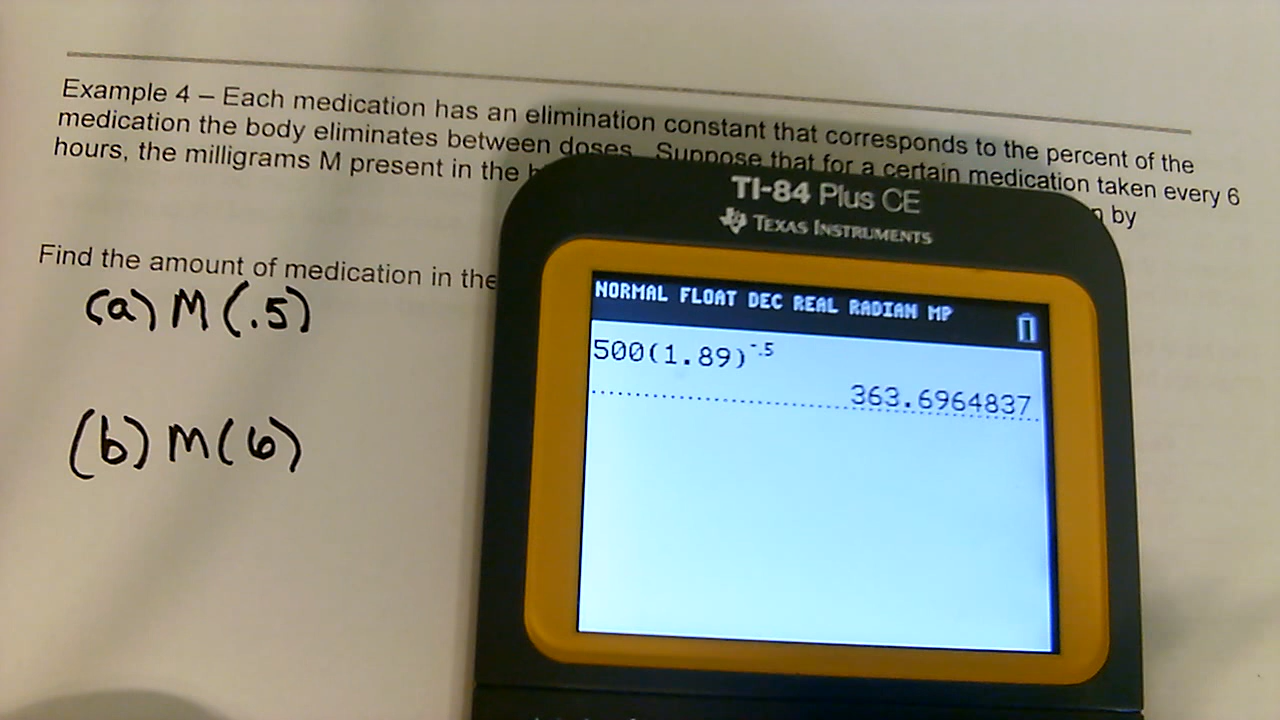 Example 4 – Each medication has an elimination constant that corresponds to the percent of the
medication the body eliminates between doses. Suppose that for a certain medication taken every 6
hours, the milligrams M present in the by
Find the amount of medication in the
(a) M(.5)
(b) M(6)
TI-84 Plus CE
TEXAS INSTRUMENTS
NORMAL FLOAT DEC REAL RADIAN MP
500(1.89)^-.5
363.6964837